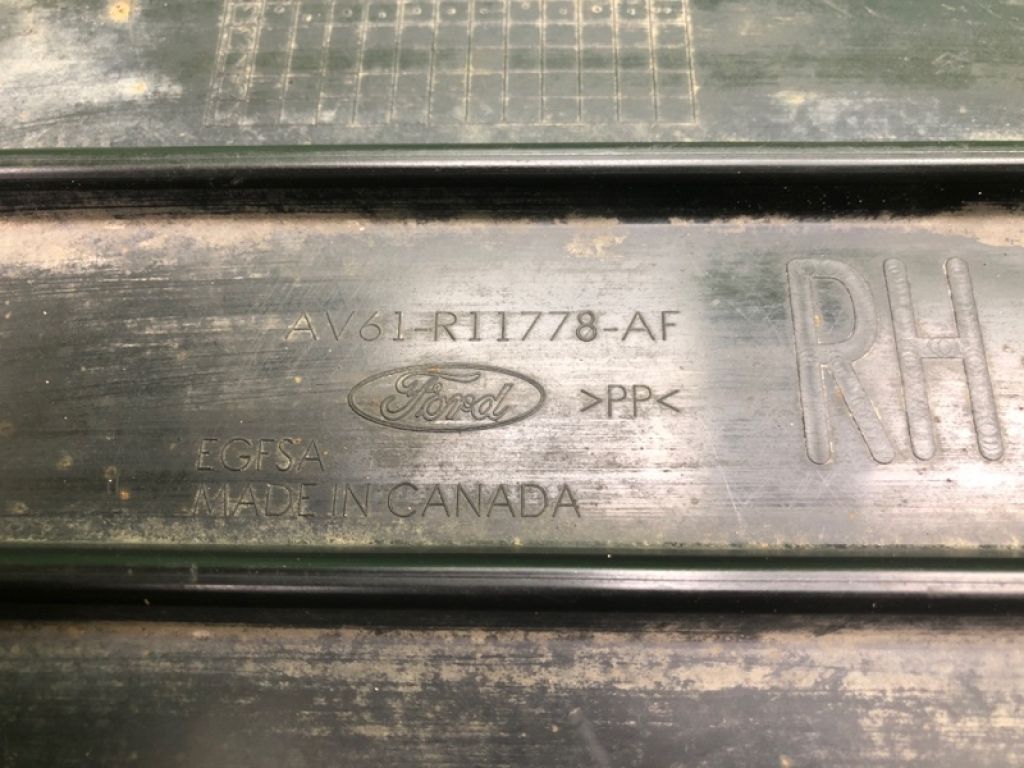 AV61-R11778-AF
Ford >PP<
RH
EGFSA
MADE IN CANADA